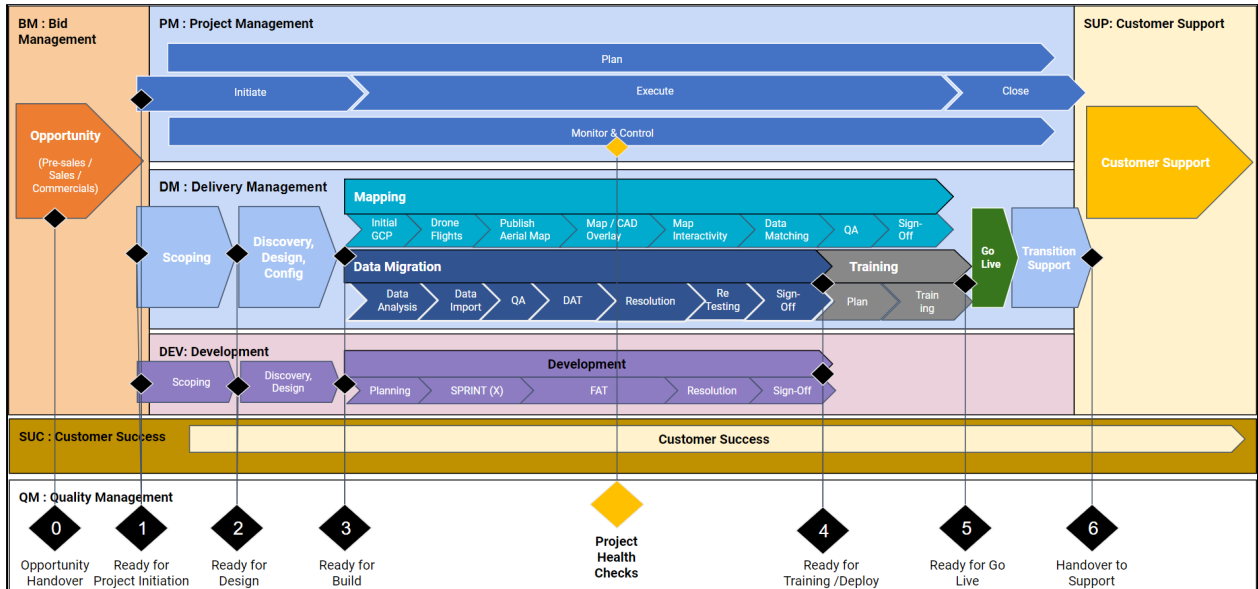 BM : Bid
Management
PM : Project Management
SUP: Customer Support
Plan
Initiate
Execute
Close
Monitor & Control
Opportunity
(Pre-sales /
Sales /
Commercials)
Customer Support
DM : Delivery Management
Scoping
Discovery,
Design,
Config
Mapping
Initial
GCP
Drone
Flights
Publish
Aerial Map
Map / CAD
Overlay
Map
Interactivity
Data
Matching
QA
Sign-
Off
Data Migration
Training
Data
Analysis
Data
Import
QA
DAT
Resolution
Re
Testing
Sign-
Off
Plan
Train
ing
Go
Live
Transition
Support
DEV: Development
Scoping
Discovery,
Design
Development
Planning
SPRINT (X)
FAT
Resolution
Sign-Off
SUC : Customer Success
Customer Success
QM : Quality Management
0
Opportunity
Handover
1
Ready for
Project Initiation
2
Ready for
Design
3
Ready for
Build
Project
Health
Checks
4
Ready for
Training /Deploy
5
Ready for Go
Live
6
Handover to
Support